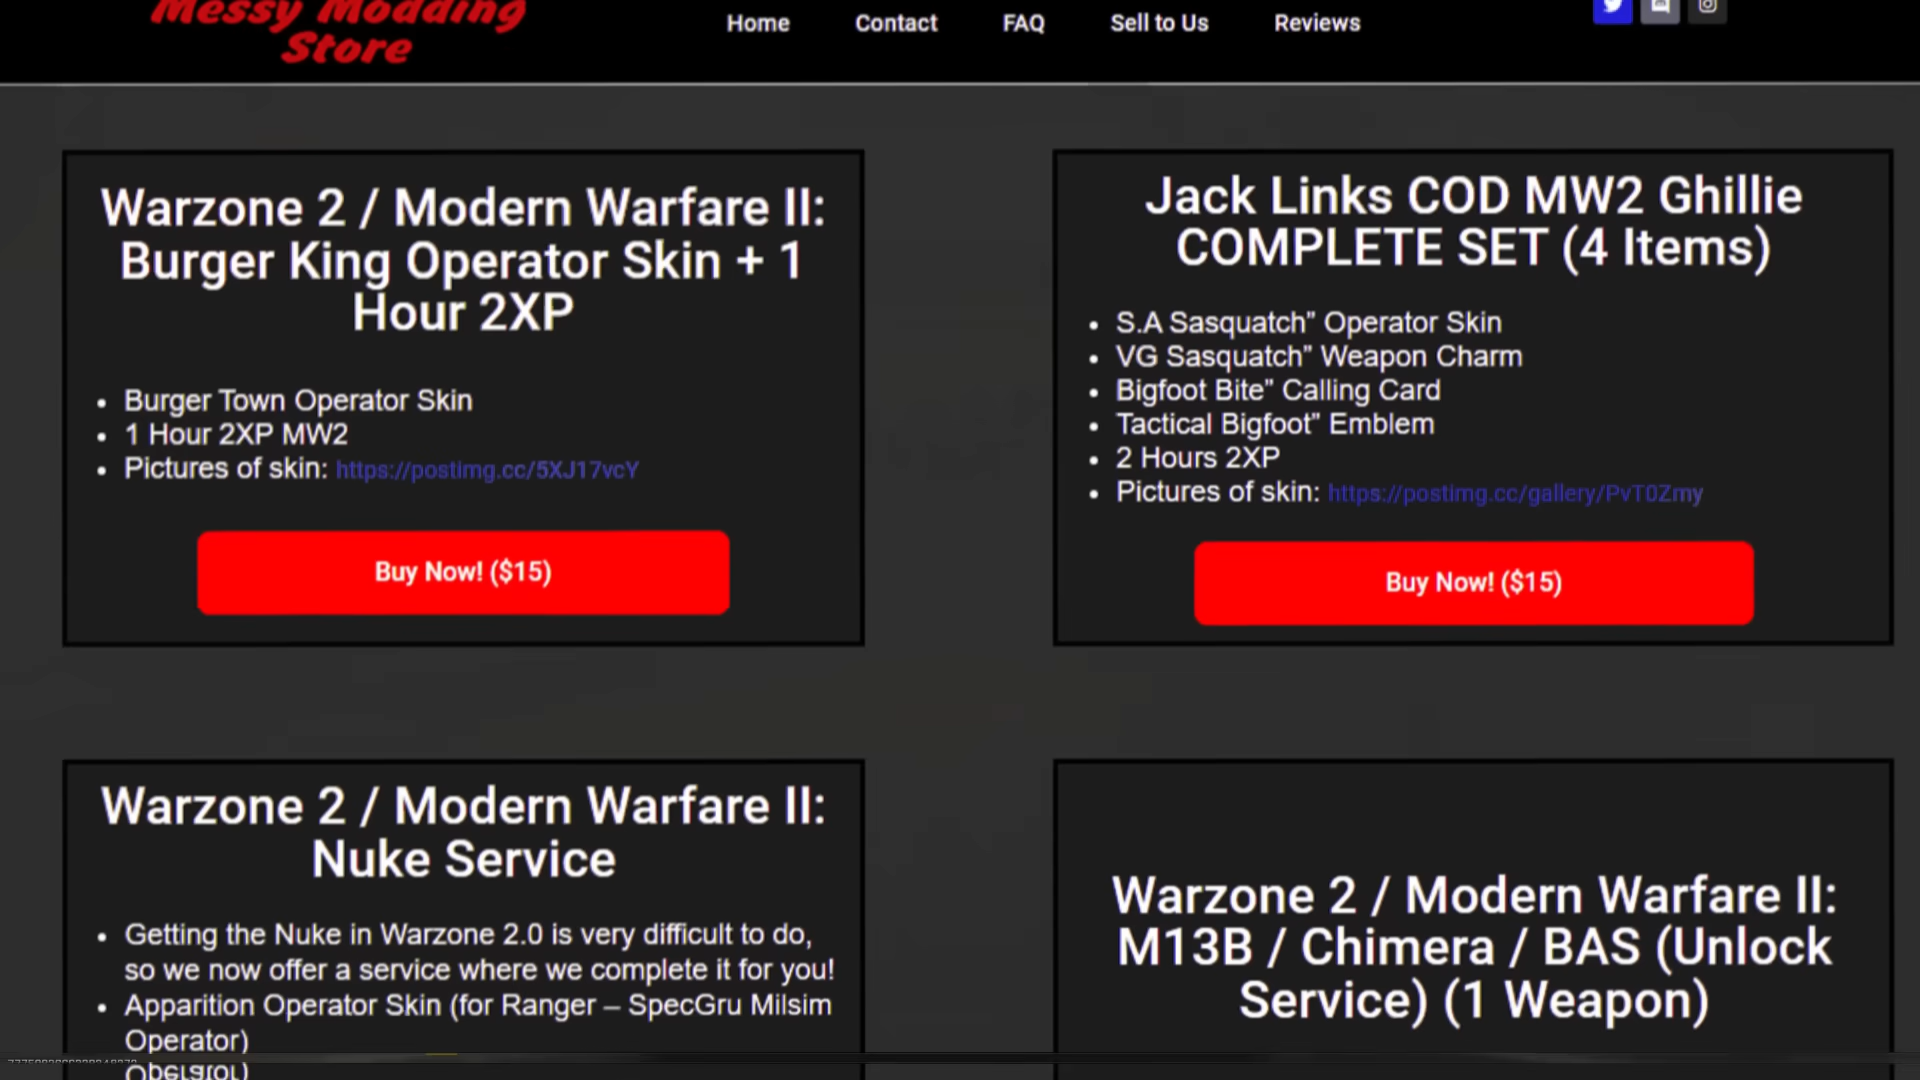 Messy Modding
Store
Home
Contact
FAQ
Sell to Us
Reviews
Warzone 2 / Modern Warfare II:
Burger King Operator Skin + 1
Hour 2XP
• Burger Town Operator Skin
• 1 Hour 2XP MW2
• Pictures of skin: https://postimg.cc/5XJ17vcY
Buy Now! ($15)
Jack Links COD MW2 Ghillie
COMPLETE SET (4 Items)
• S.A Sasquatch” Operator Skin
• VG Sasquatch” Weapon Charm
• Bigfoot Bite” Calling Card
• Tactical Bigfoot” Emblem
• 2 Hours 2XP
• Pictures of skin: https://postimg.cc/gallery/PvT0Zmy
Buy Now! ($15)
Warzone 2 / Modern Warfare II:
Nuke Service
• Getting the Nuke in Warzone 2.0 is very difficult to do,
so we now offer a service where we complete it for you!
• Apparition Operator Skin (for Ranger – SpecGru Milsim
Operator)
Warzone 2 / Modern Warfare II:
M13B / Chimera / BAS (Unlock
Service) (1 Weapon)